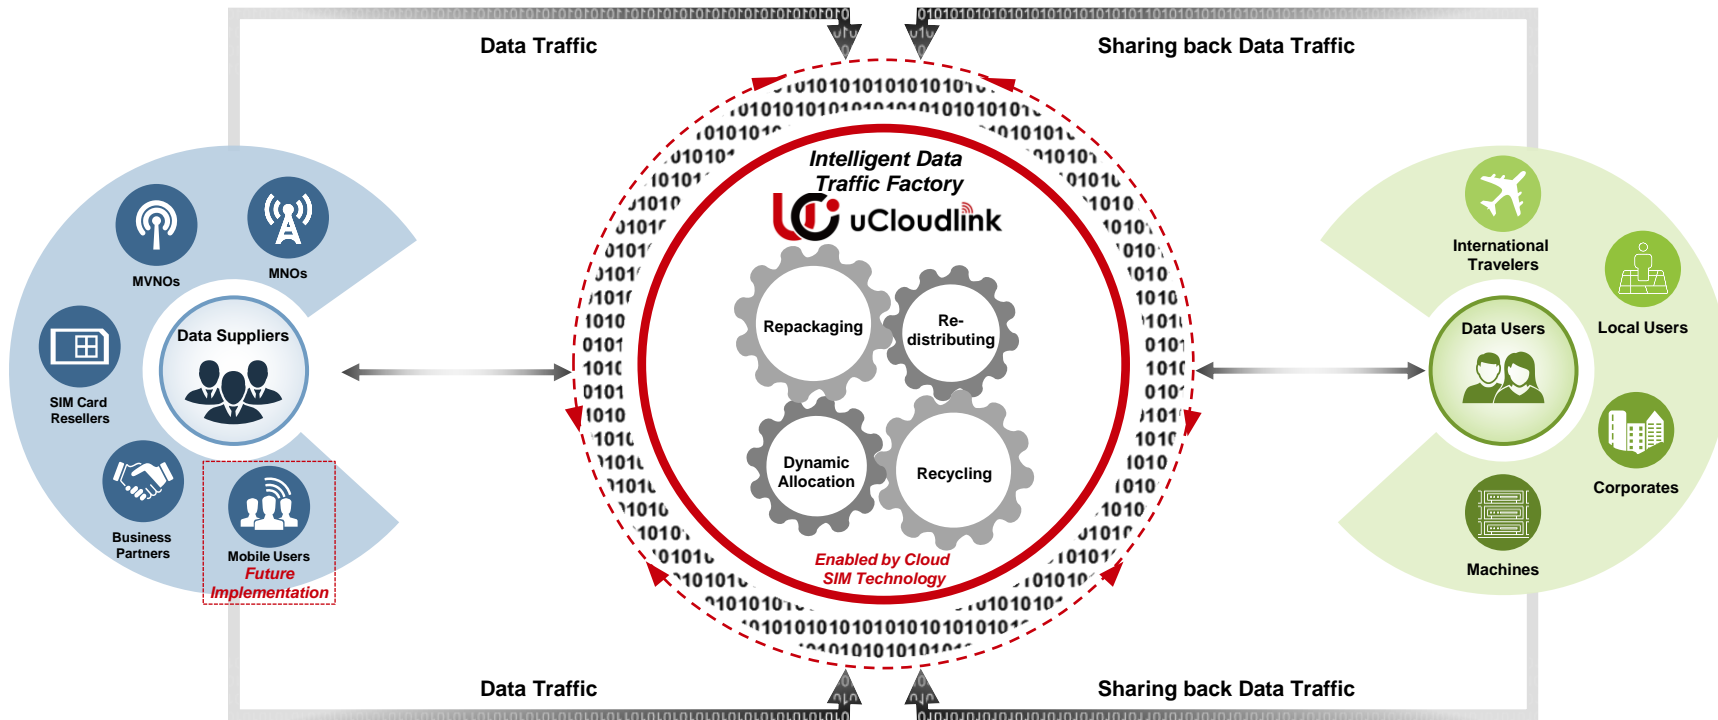 Data Traffic
Sharing back Data Traffic
Intelligent Data
Traffic Factory
uCloudlink
MVNOs
MNOs
SIM Card
Resellers
Business
Partners
Mobile Users
Future
Implementation
Data Suppliers
Repackaging
Re-
distributing
Dynamic
Allocation
Recycling
Enabled by Cloud
SIM Technology
Data Users
International
Travelers
Local Users
Corporates
Machines
Data Traffic
Sharing back Data Traffic